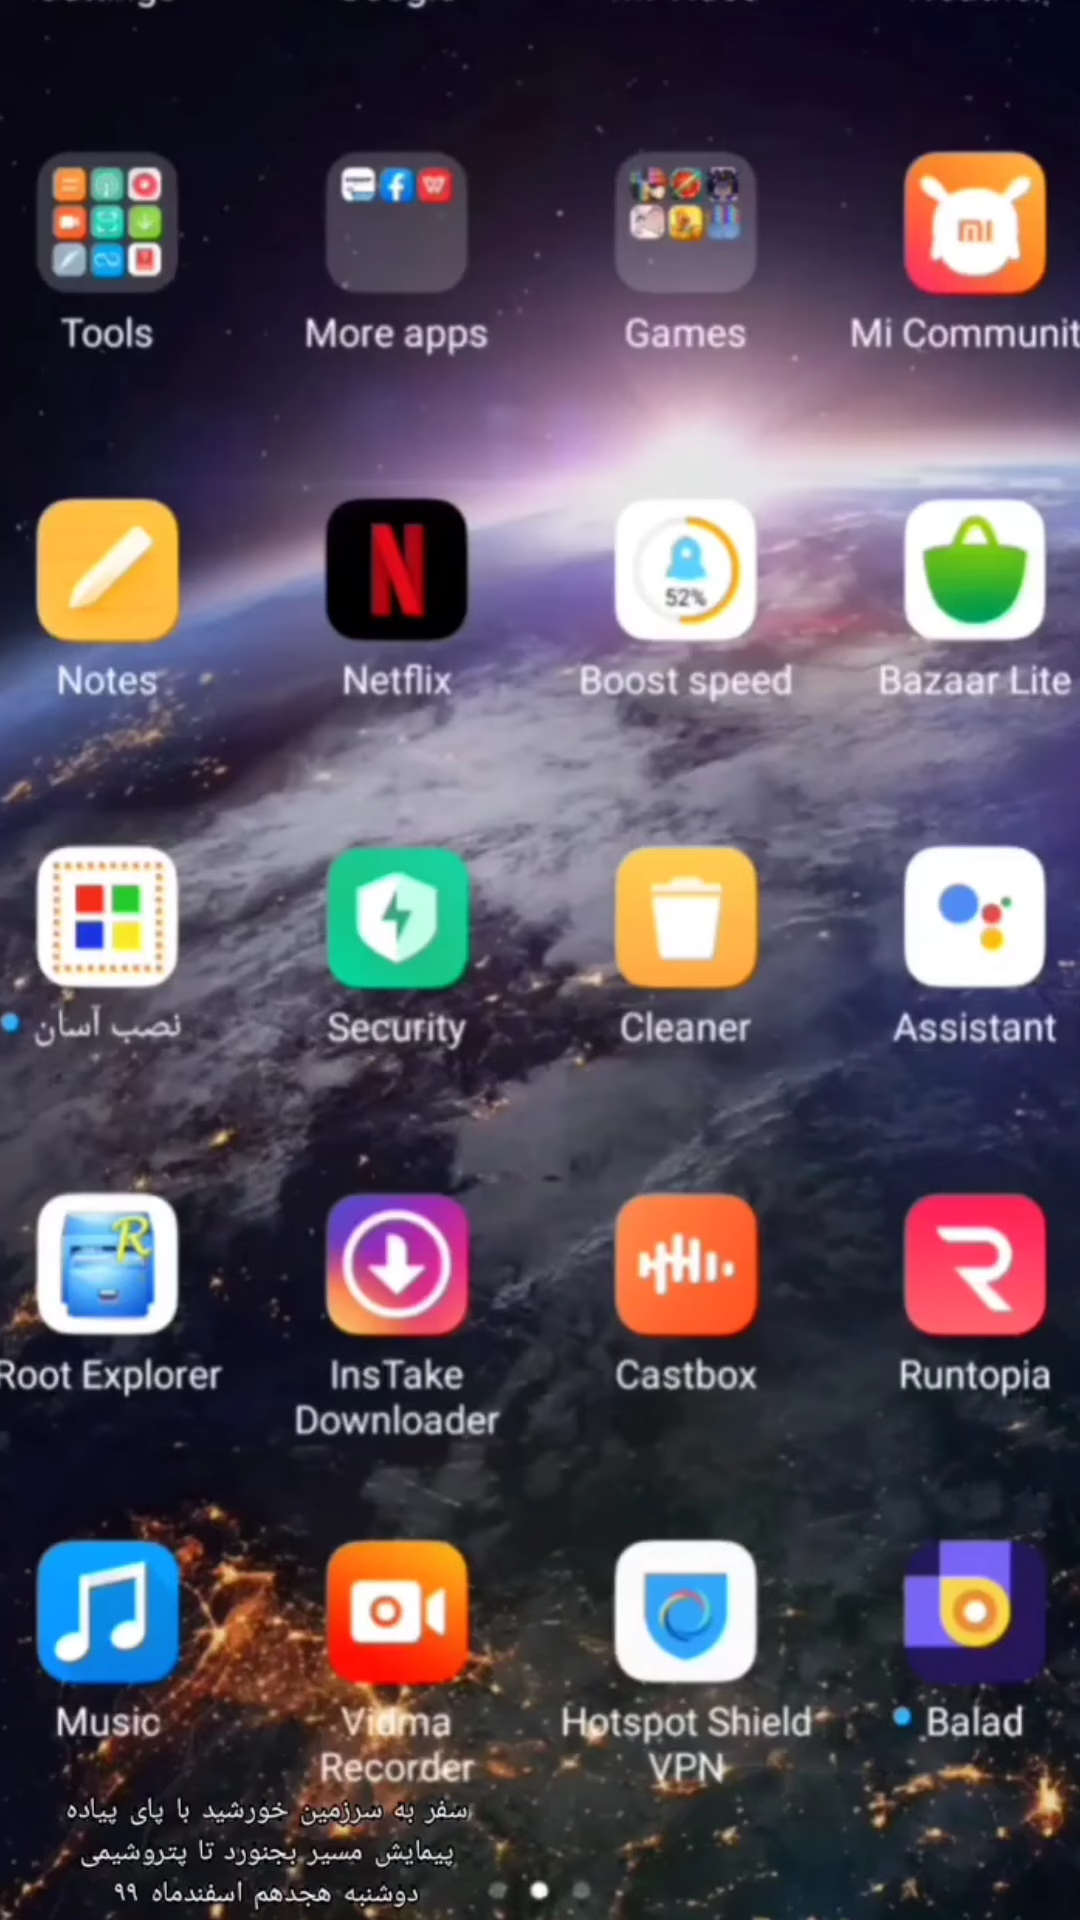 Tools
More apps
Games
Mi Communit
Notes
Netflix
52%
Boost speed
Bazaar Lite
نصب آسان
Security
Cleaner
Assistant
Root Explorer
InsTake
Downloader
Castbox
Runtopia
Music
Vidma
Recorder
Hotspot Shield
VPN
Balad
سفر به سرزمین خورشید با پای پیاده
پیمایش مسیر بجنورد تا پتروشیمی
دوشنبه هجدهم اسفندماه ۹۹